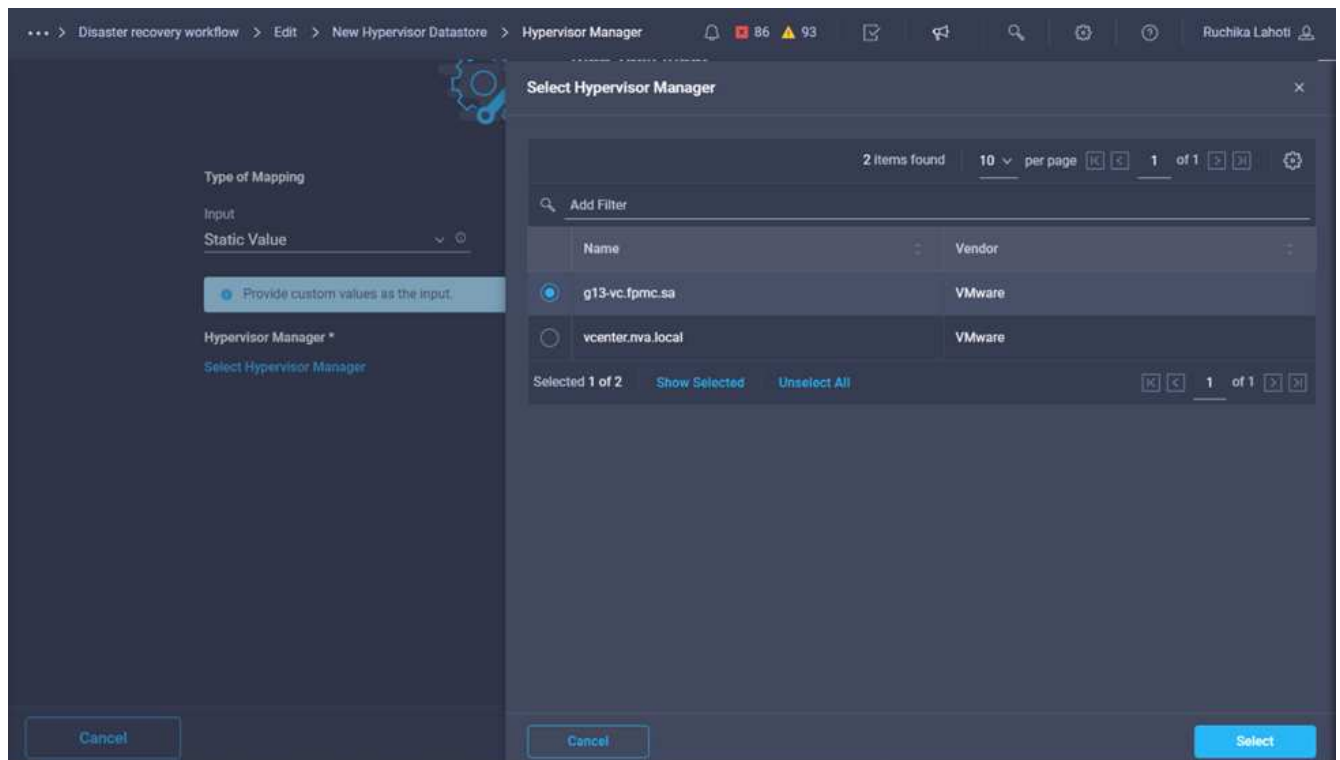 ••• > Disaster recovery workflow > Edit > New Hypervisor Datastore > Hypervisor Manager 86 93 Ruchika Lahoti
Select Hypervisor Manager
2 items found 10 per page 1 of 1
Type of Mapping
Input
Static Value
Provide custom values as the input.
Hypervisor Manager *
Select Hypervisor Manager
Add Filter
Name Vendor
g13-vc.fpmc.sa VMware
vcenter.nva.local VMware
Selected 1 of 2 Show Selected Unselect All 1 of 1
Cancel
Cancel Select